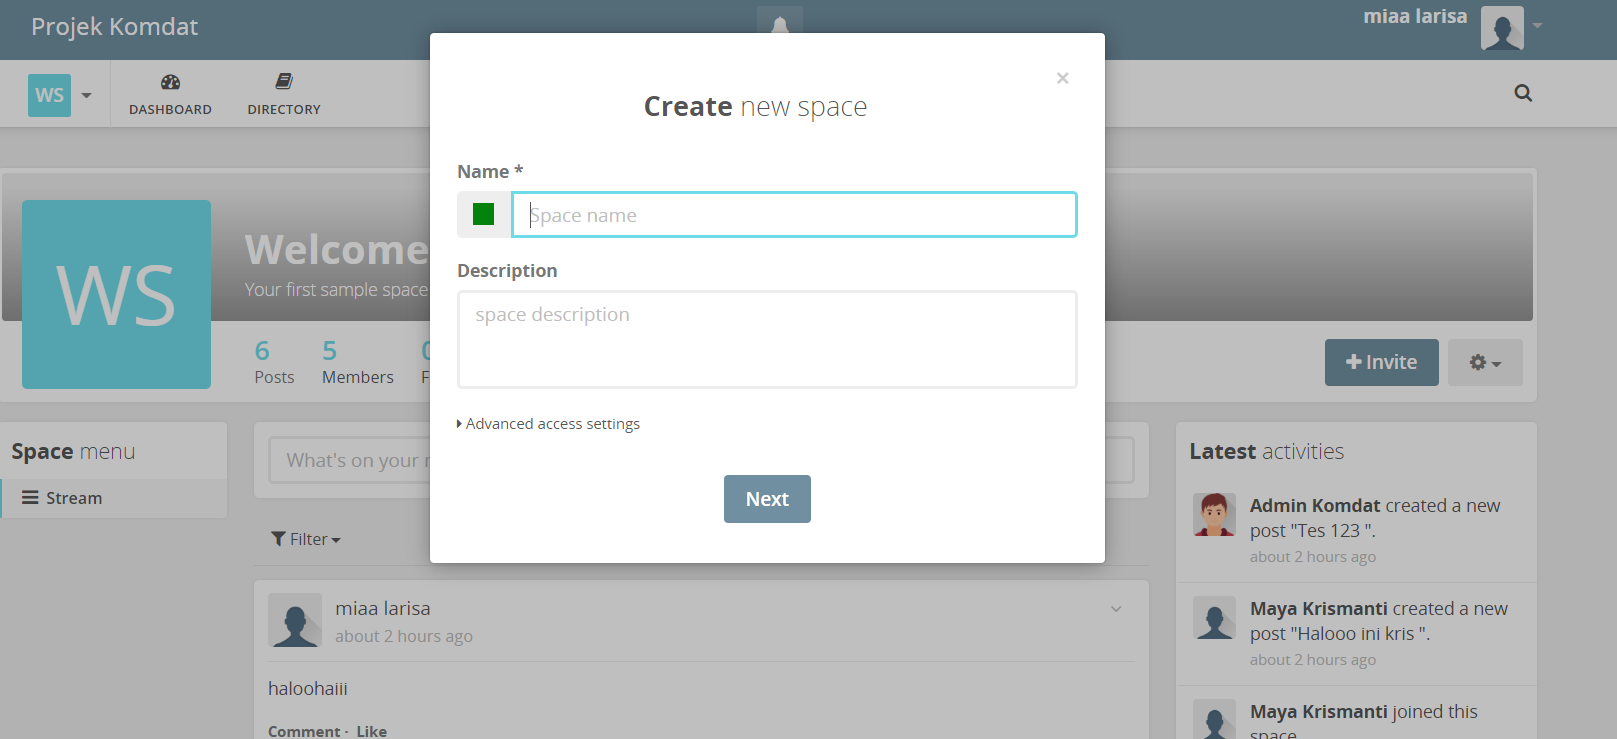 Projek Komdat
miaa larisa
WS
DASHBOARD
DIRECTORY
×
Create new space
Name *
Space name
Description
space description
Advanced access settings
Next
WS
Welcome
Your first sample space
6
Posts
5
Members
Invite
Space menu
Stream
What's on your
Filter
miaa larisa
about 2 hours ago
haloohaiii
Comment · Like
Latest activities
Admin Komdat created a new
post "Tes 123 ".
about 2 hours ago
Maya Krismanti created a new
post "Halooo ini kris ".
about 2 hours ago
Maya Krismanti joined this
space